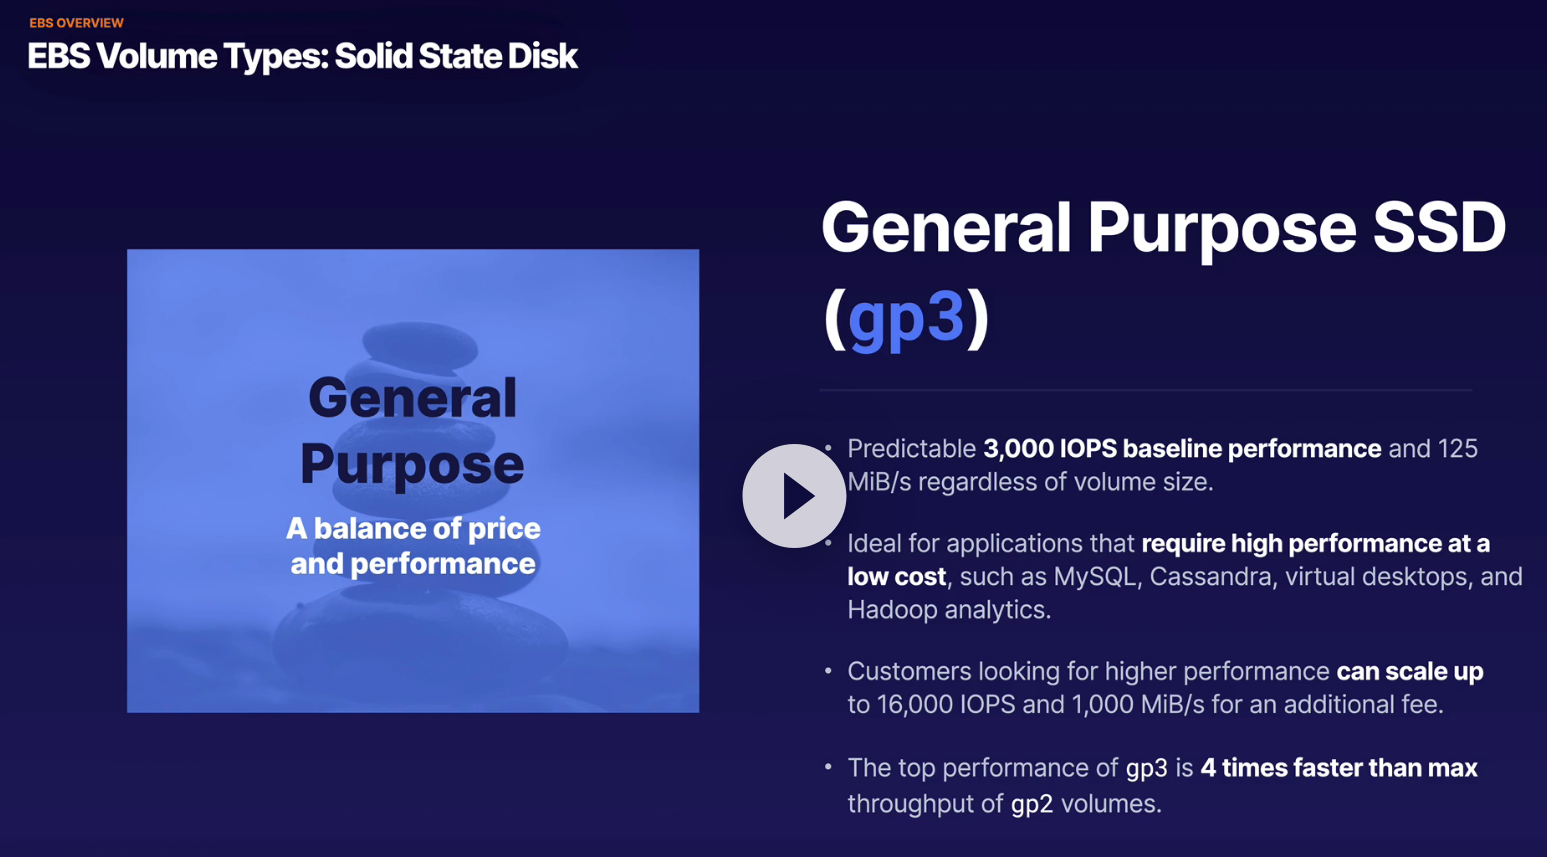 EBS OVERVIEW
EBS Volume Types: Solid State Disk
General
Purpose
A balance of price
and performance
General Purpose SSD
(gp3)
• Predictable 3,000 IOPS baseline performance and 125
MiB/s regardless of volume size.
• Ideal for applications that require high performance at a
low cost, such as MySQL, Cassandra, virtual desktops, and
Hadoop analytics.
• Customers looking for higher performance can scale up
to 16,000 IOPS and 1,000 MiB/s for an additional fee.
• The top performance of gp3 is 4 times faster than max
throughput of gp2 volumes.